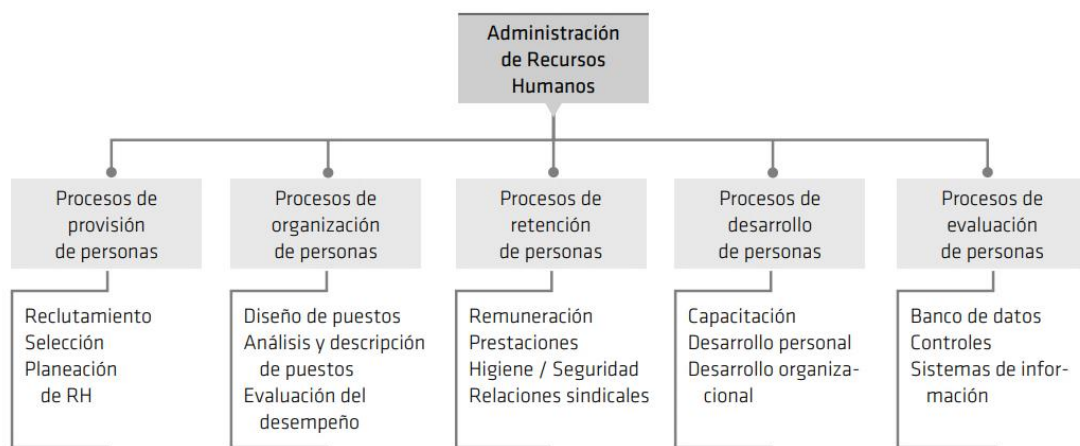 Administración
de Recursos
Humanos
Procesos de
provisión
de personas
Procesos de
organización
de personas
Procesos de
retención
de personas
Procesos de
desarrollo
de personas
Procesos de
evaluación
de personas
Reclutamiento
Selección
Planeación
de RH
Diseño de puestos
Análisis y descripción
de puestos
Evaluación del
desempeño
Remuneración
Prestaciones
Higiene / Seguridad
Relaciones sindicales
Capacitación
Desarrollo personal
Desarrollo organiza-
cional
Banco de datos
Controles
Sistemas de infor-
mación